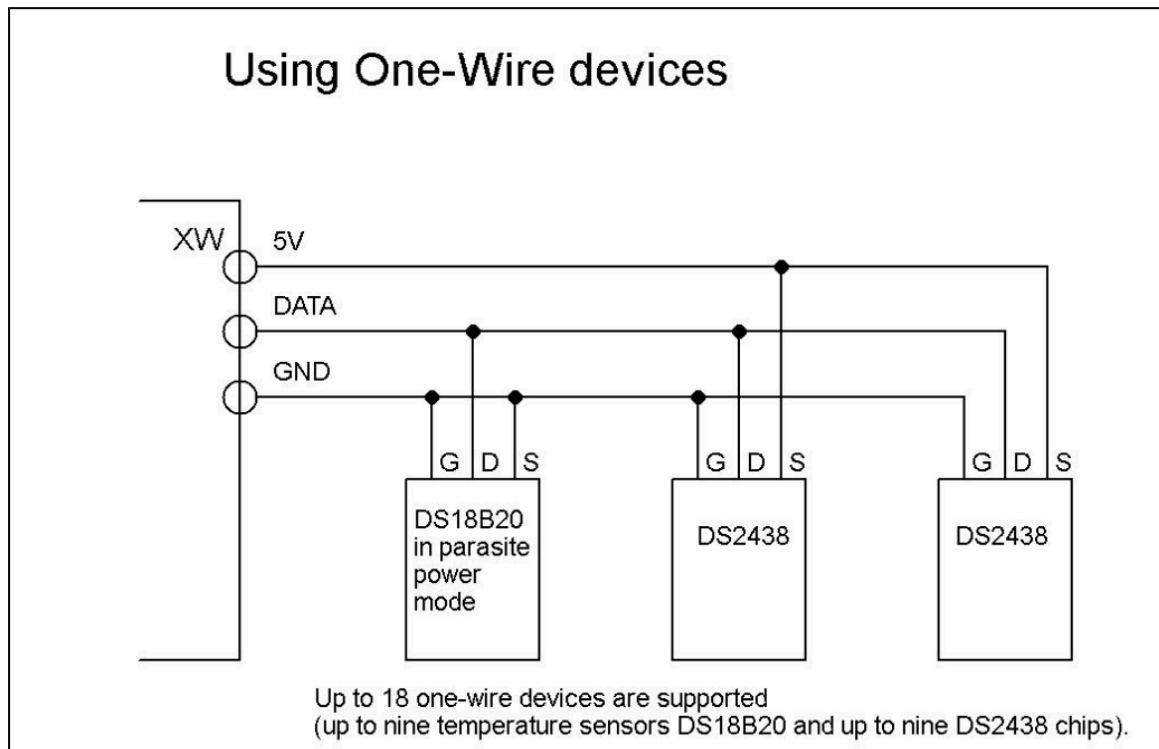 Using One-Wire devices
XW
5V
DATA
GND
G D S
G D S
G D S
DS18B20
in parasite
power
mode
DS2438
DS2438
Up to 18 one-wire devices are supported
(up to nine temperature sensors DS18B20 and up to nine DS2438 chips).